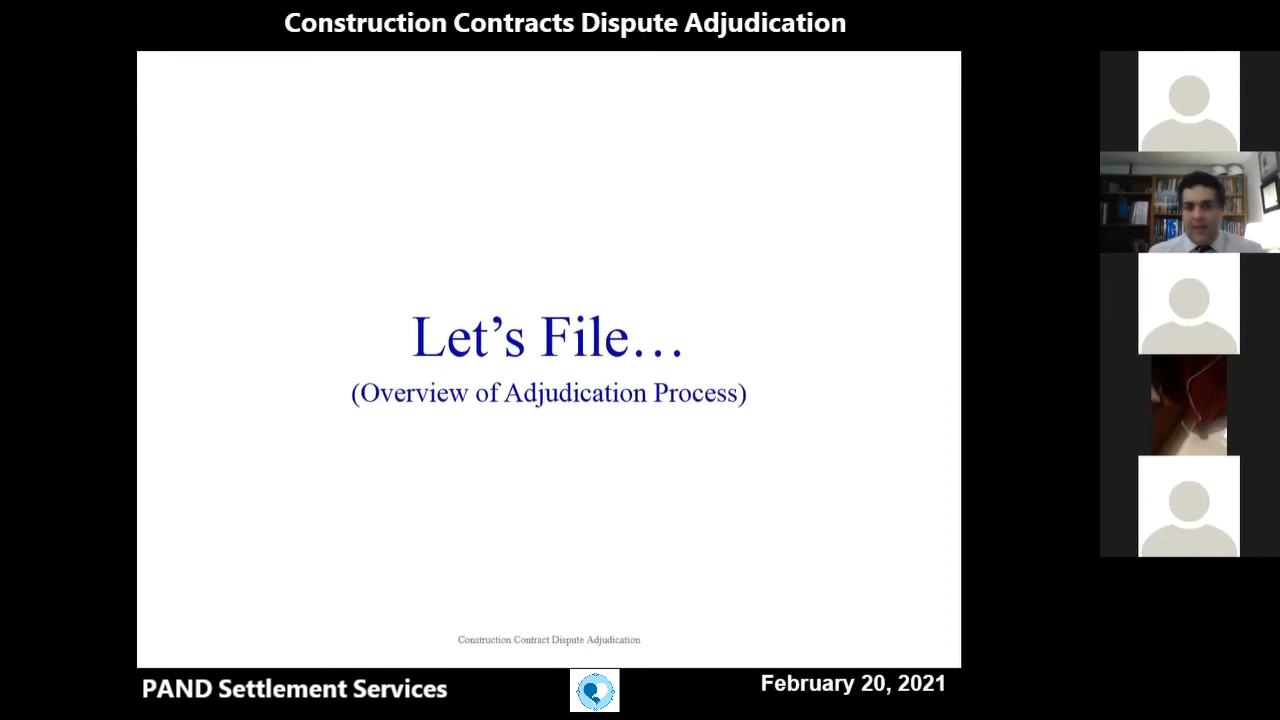 Construction Contracts Dispute Adjudication
Let’s File…
(Overview of Adjudication Process)
Construction Contract Dispute Adjudication
PAND Settlement Services
February 20, 2021